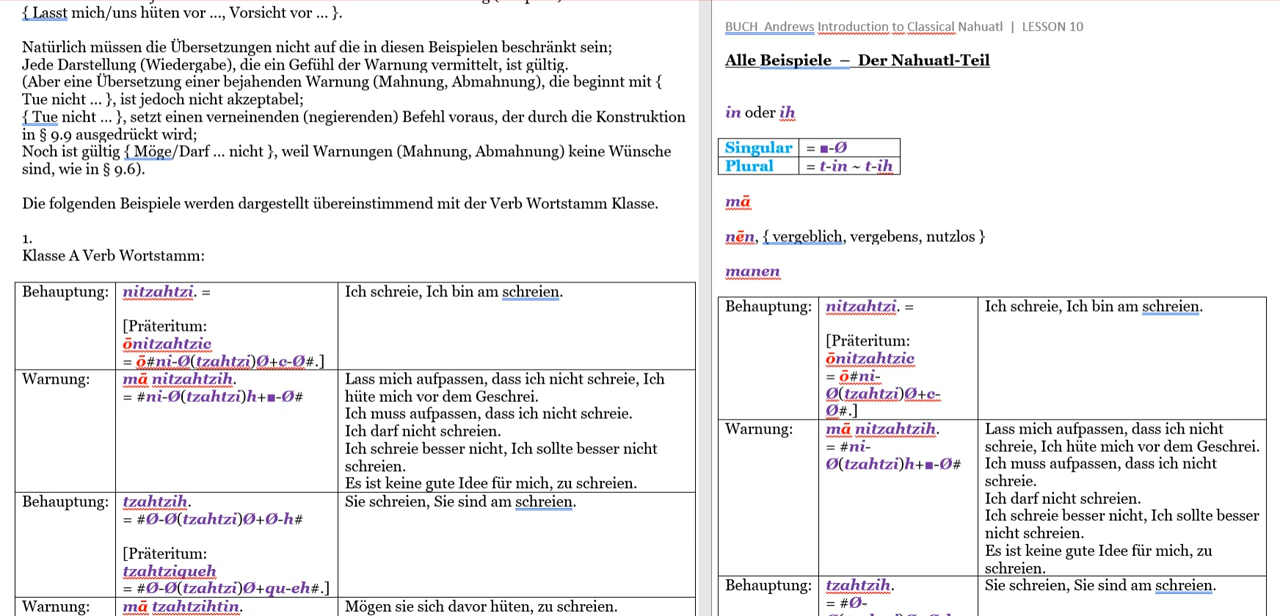 { Lasst mich/uns hüten vor ..., Vorsicht vor ... }.
Natürlich müssen die Übersetzungen nicht auf die in diesen Beispielen beschränkt sein;
Jede Darstellung (Wiedergabe), die ein Gefühl der Warnung vermittelt, ist gültig.
(Aber eine Übersetzung einer bejahenden Warnung (Mahnung, Abmahnung), die beginnt mit {
Tue nicht ... }, ist jedoch nicht akzeptabel;
{ Tue nicht ... }, setzt einen verneinenden (negierenden) Befehl voraus, der durch die Konstruktion
in § 9.9 ausgedrückt wird;
Noch ist gültig { Möge/Darf ... nicht }, weil Warnungen (Mahnung, Abmahnung) keine Wünsche
sind, wie in § 9.6).
Die folgenden Beispiele werden dargestellt übereinstimmend mit der Verb Wortstamm Klasse.
1.
Klasse A Verb Wortstamm:
Behauptung: nitzahtzi. = Ich schreie, Ich bin am schreien.
[Präteritum:
ōnitzahtzic
= ō#ni-Ø(tzahtzi)Ø+c-Ø#.]
Warnung: mā nitzahtzih. Lass mich aufpassen, dass ich nicht schreie, Ich
= #ni-Ø(tzahtzi)h+■-Ø# hüte mich vor dem Geschrei.
Ich muss aufpassen, dass ich nicht schreie.
Ich darf nicht schreien.
Ich schreie besser nicht, Ich sollte besser nicht
schreien.
Es ist keine gute Idee für mich, zu schreien.
Behauptung: tzahtzih. Sie schreien, Sie sind am schreien.
= #Ø-Ø(tzahtzi)Ø+Ø-h#
[Präteritum:
tzahtziqueh
= #Ø-Ø(tzahtzi)Ø+qu-eh#.]
Warnung: mā tzahtzihtin. Mögen sie sich davor hüten, zu schreien.
BUCH Andrews Introduction to Classical Nahuatl | LESSON 10
Alle Beispiele – Der Nahuatl-Teil
in oder ih
Singular = ■-Ø
Plural = t-in ~ t-ih
mā
nēn, { vergeblich, vergebens, nutzlos }
manen
Behauptung: nitzahtzi. = Ich schreie, Ich bin am schreien.
[Präteritum:
ōnitzahtzic
= ō#ni-
Ø(tzahtzi)Ø+c-
Ø#.]
Warnung: mā nitzahtzih. Lass mich aufpassen, dass ich nicht
= #ni- schreie, Ich hüte mich vor dem Geschrei.
Ø(tzahtzi)h+■-Ø# Ich muss aufpassen, dass ich nicht
schreie.
Ich darf nicht schreien.
Ich schreie besser nicht, Ich sollte besser
nicht schreien.
Es ist keine gute Idee für mich, zu
schreien.
Behauptung: tzahtzih. Sie schreien, Sie sind am schreien.
= #Ø-